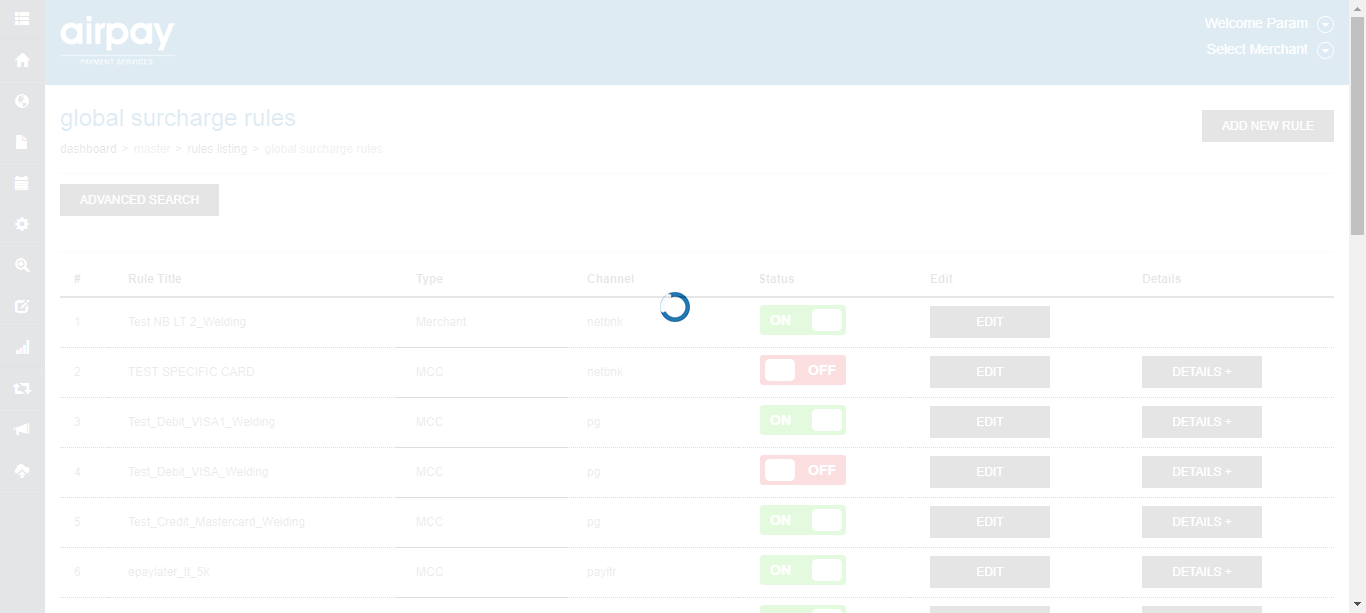 airpay
PAYMENT SERVICES
Welcome Param
Select Merchant
global surcharge rules
ADD NEW RULE
dashboard > master > rules listing > global surcharge rules
ADVANCED SEARCH
# Rule Title Type Channel Status Edit Details
1 Test NB LT 2_Welding Merchant netbnk ON EDIT
2 TEST SPECIFIC CARD MCC netbnk OFF EDIT DETAILS +
3 Test_Debit_VISA1_Welding MCC pg ON EDIT DETAILS +
4 Test_Debit_VISA_Welding MCC pg OFF EDIT DETAILS +
5 Test_Credit_Mastercard_Welding MCC pg ON EDIT DETAILS +
6 epaylater_lt_5k MCC payltr ON EDIT DETAILS +